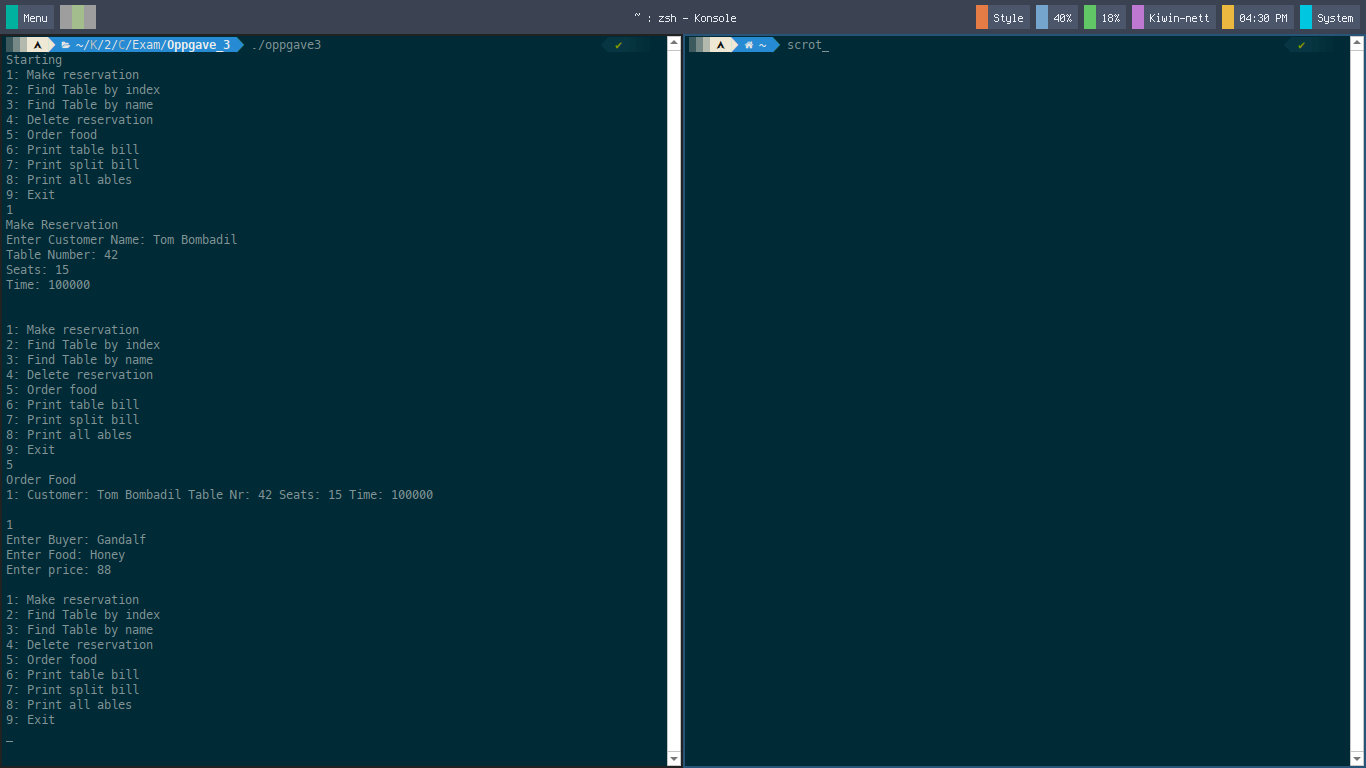 Menu
~ : zsh – Konsole
Style
40%
18%
Kiwin-nett
04:30 PM
System
~/K/2/C/Exam/Oppgave_3 ./oppgave3
Starting
1: Make reservation
2: Find Table by index
3: Find Table by name
4: Delete reservation
5: Order food
6: Print table bill
7: Print split bill
8: Print all ables
9: Exit
1
Make Reservation
Enter Customer Name: Tom Bombadil
Table Number: 42
Seats: 15
Time: 100000
1: Make reservation
2: Find Table by index
3: Find Table by name
4: Delete reservation
5: Order food
6: Print table bill
7: Print split bill
8: Print all ables
9: Exit
5
Order Food
1: Customer: Tom Bombadil Table Nr: 42 Seats: 15 Time: 100000
1
Enter Buyer: Gandalf
Enter Food: Honey
Enter price: 88
1: Make reservation
2: Find Table by index
3: Find Table by name
4: Delete reservation
5: Order food
6: Print table bill
7: Print split bill
8: Print all ables
9: Exit
_
~ scrot_